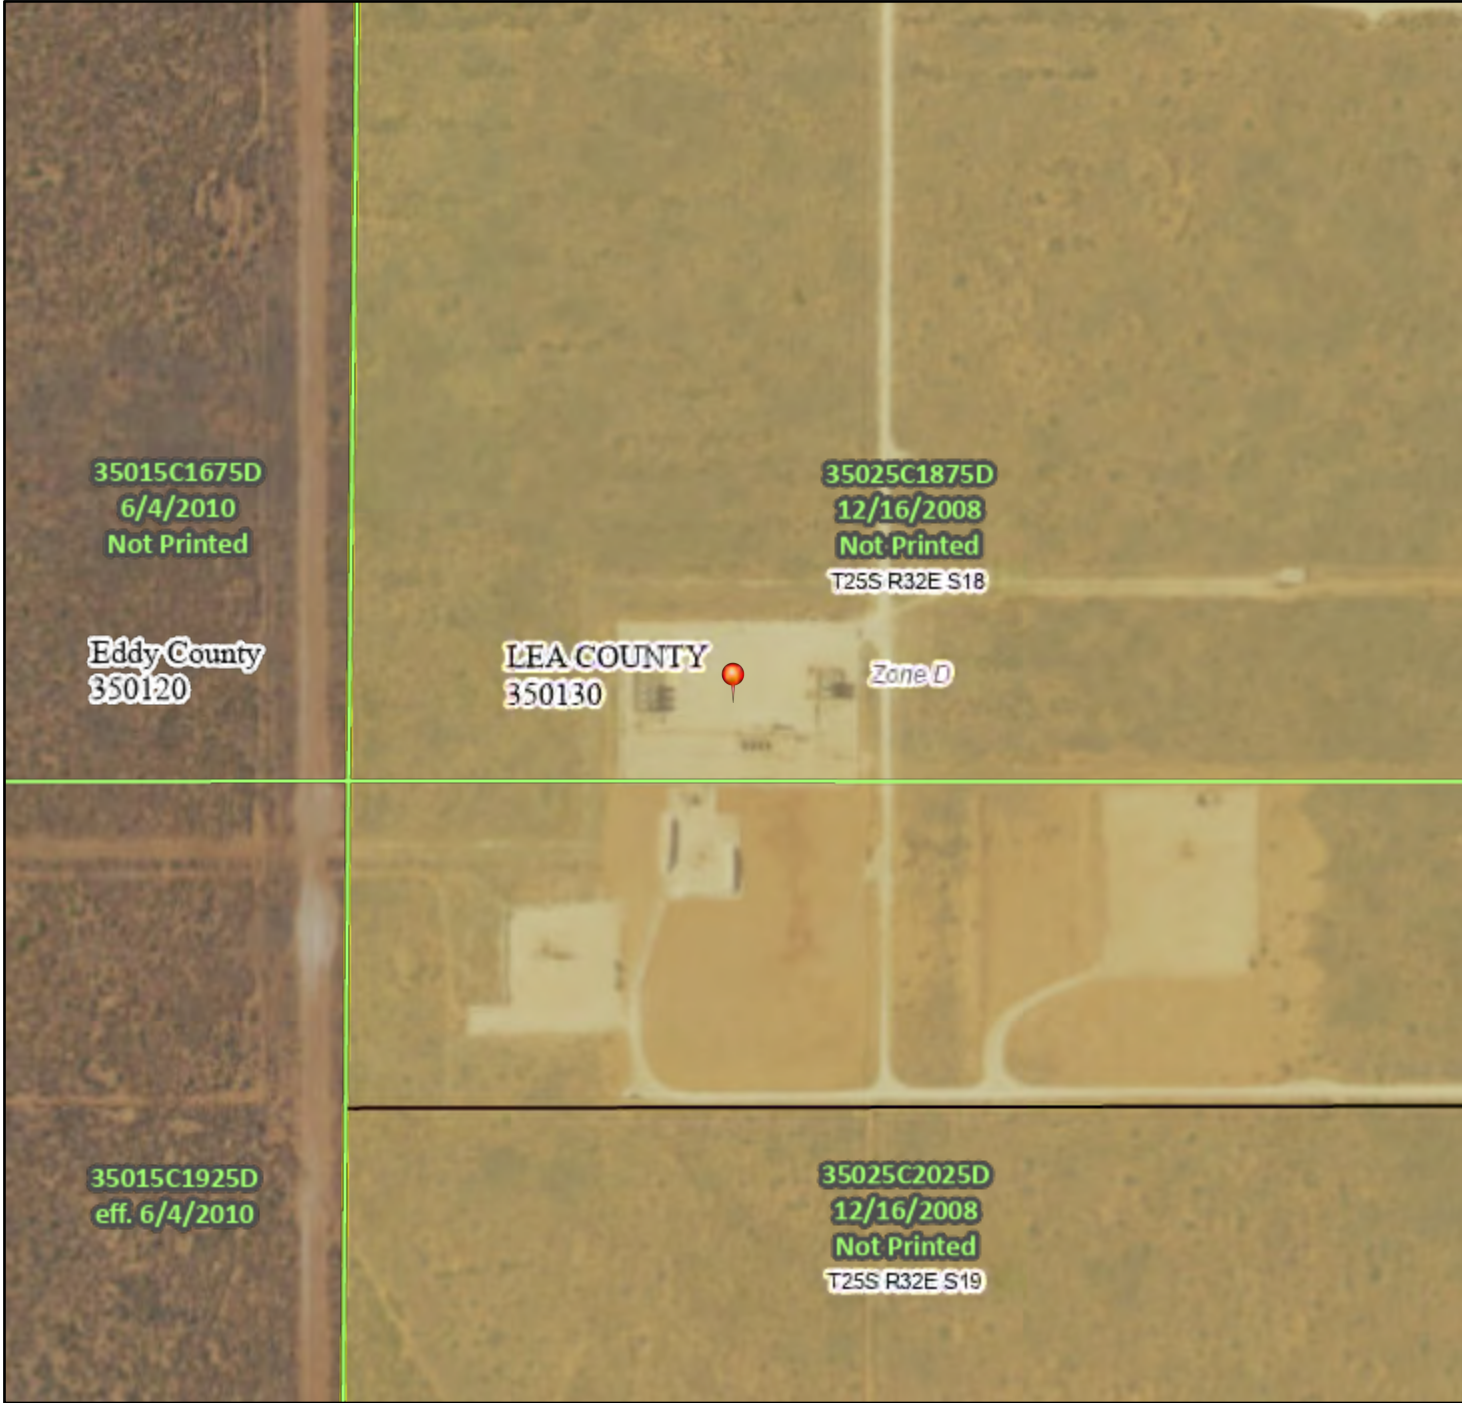 35015C1675D
6/4/2010
Not Printed
35025C1875D
12/16/2008
Not Printed
T25S R32E S18
Eddy County
350120
LEA COUNTY
350130
Zone D
35015C1925D
eff. 6/4/2010
35025C2025D
12/16/2008
Not Printed
T25S R32E S19